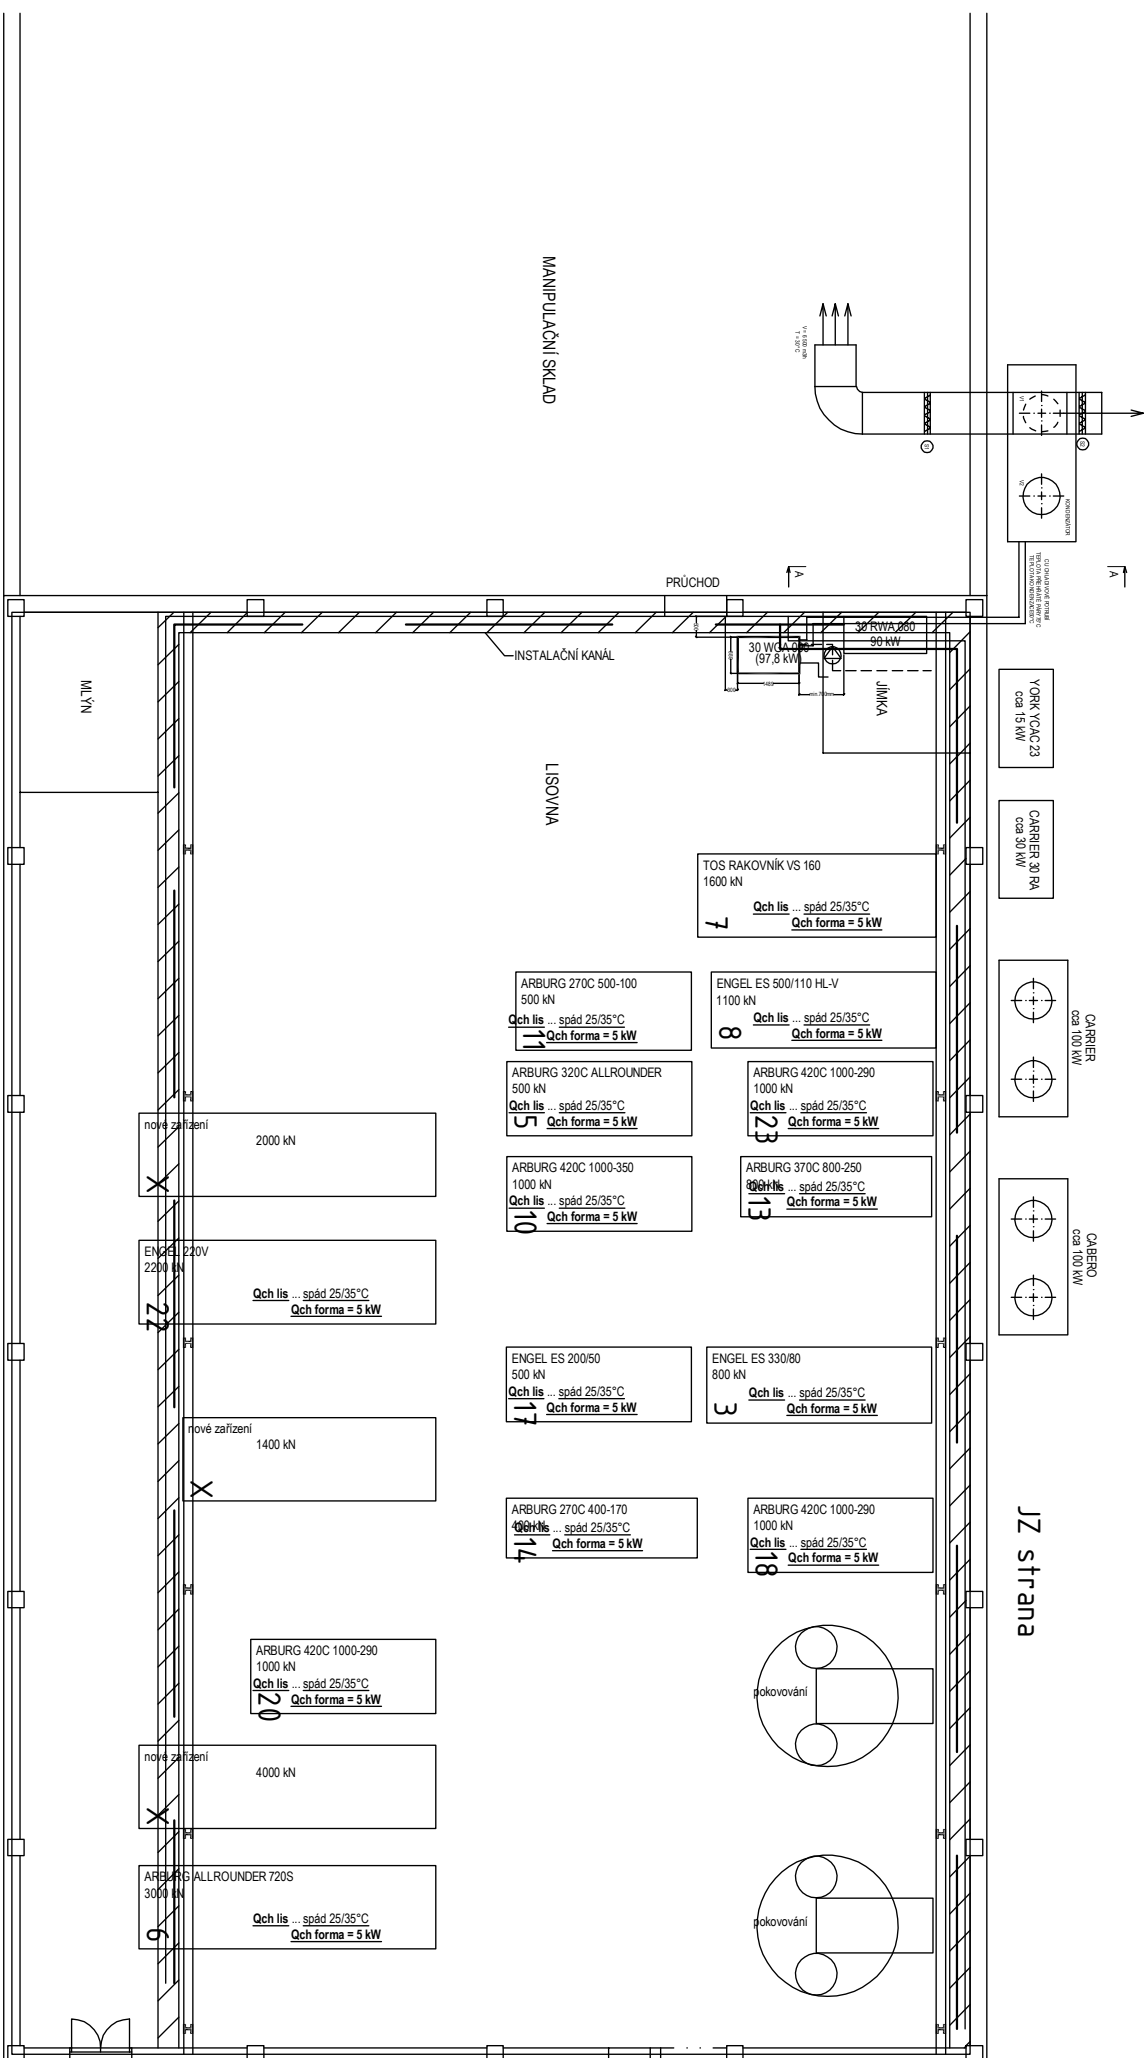 MANIPULAČNÍ SKLAD
V1
V2
S1
S2
KONDENZÁTOR
A
A
PRŮCHOD
INSTALAČNÍ KANÁL
30 RWA 080
90 kW
30 WGA
(97,8 kW)
JÍMKA
MLÝN
LISOVNA
YORK YCAC 23
cca 15 kW
CARRIER 30 RA
cca 30 kW
CARRIER
cca 100 kW
CABERO
cca 100 kW
JZ strana
TOS RAKOVNÍK VS 160
1600 kN
Qch lis ... spád 25/35°C
Qch forma = 5 kW
7
ARBURG 270C 500-100
500 kN
Qch lis ... spád 25/35°C
Qch forma = 5 kW
11
ENGEL ES 500/110 HL-V
1100 kN
Qch lis ... spád 25/35°C
Qch forma = 5 kW
8
ARBURG 320C ALLROUNDER
500 kN
Qch lis ... spád 25/35°C
Qch forma = 5 kW
5
ARBURG 420C 1000-290
1000 kN
Qch lis ... spád 25/35°C
Qch forma = 5 kW
23
nové zařízení
2000 kN
X
ARBURG 420C 1000-350
1000 kN
Qch lis ... spád 25/35°C
Qch forma = 5 kW
10
ARBURG 370C 800-250
800 kN
Qch lis ... spád 25/35°C
Qch forma = 5 kW
13
ENGEL 220V
2200 kN
Qch lis ... spád 25/35°C
Qch forma = 5 kW
22
ENGEL ES 200/50
500 kN
Qch lis ... spád 25/35°C
Qch forma = 5 kW
17
ENGEL ES 330/80
800 kN
Qch lis ... spád 25/35°C
Qch forma = 5 kW
3
nové zařízení
1400 kN
X
ARBURG 270C 400-170
400 kN
Qch lis ... spád 25/35°C
Qch forma = 5 kW
14
ARBURG 420C 1000-290
1000 kN
Qch lis ... spád 25/35°C
Qch forma = 5 kW
18
ARBURG 420C 1000-290
1000 kN
Qch lis ... spád 25/35°C
Qch forma = 5 kW
20
pokovování
nové zařízení
4000 kN
X
ARBURG ALLROUNDER 720S
3000 kN
Qch lis ... spád 25/35°C
Qch forma = 5 kW
6
pokovování